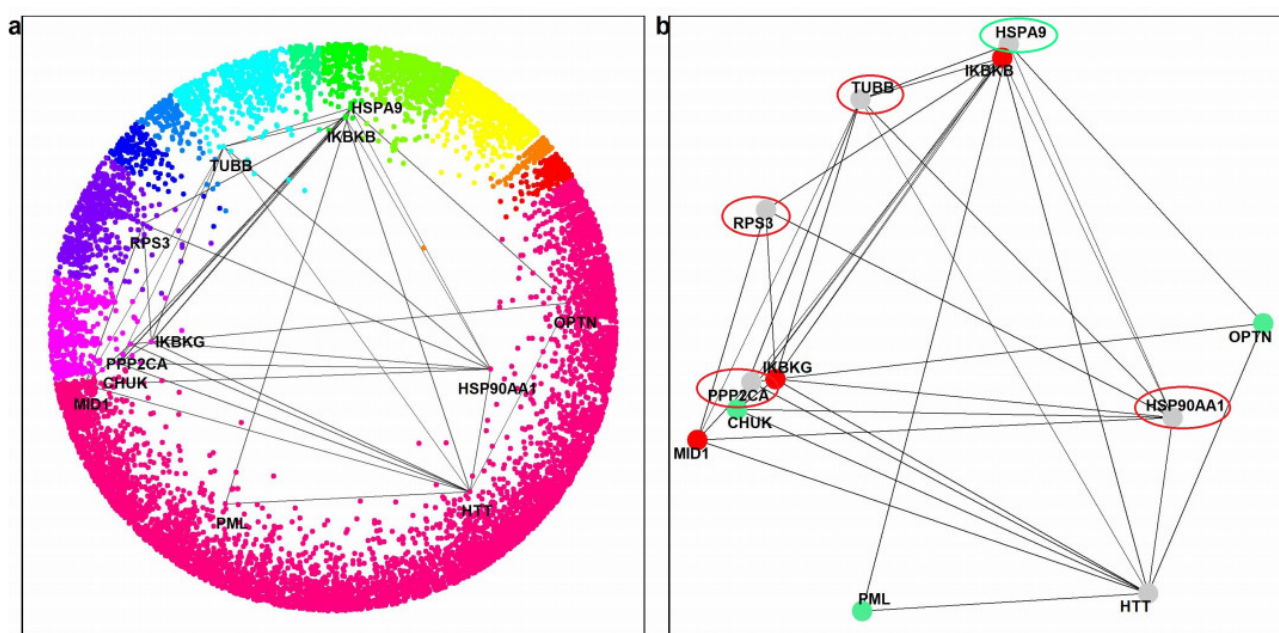 a
HSPA9
IKBKB
TUBB
RPS3
OPTN
IKBKG
PPP2CA
CHUK
HSP90AA1
MID1
HTT
PML
b
HSPA9
IKBKB
TUBB
RPS3
OPTN
IKBKG
PPP2CA
HSP90AA1
CHUK
MID1
PML
HTT